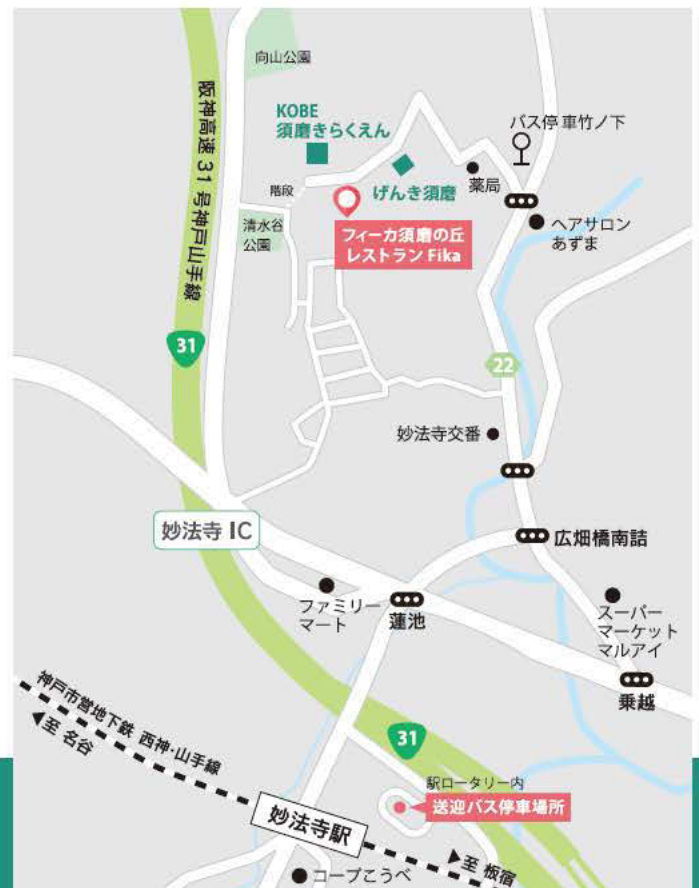 向山公園
阪神高速31号神戸山手線
KOBE
須磨きらくえん
バス停 車竹ノ下
薬局
げんき須磨
階段
清水谷
公園
フィーカ須磨の丘
レストラン Fika
ヘアサロン
あずま
31
22
妙法寺交番
妙法寺 IC
広畑橋南詰
ファミリー
マート
蓮池
スーパー
マーケット
マルアイ
乗越
神戸市営地下鉄 西神・山手線
◀至 名谷
31
駅ロータリー内
送迎バス停車場所
妙法寺駅
▶至 板宿
コープこうべ